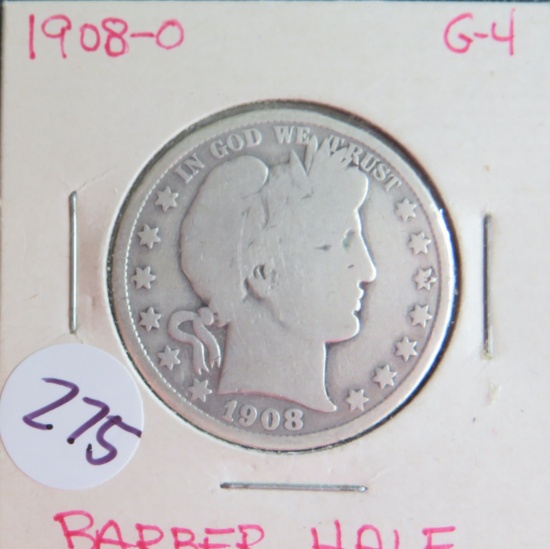 1908-O G-4
IN GOD WE TRUST
1908
275
BARBER HALF